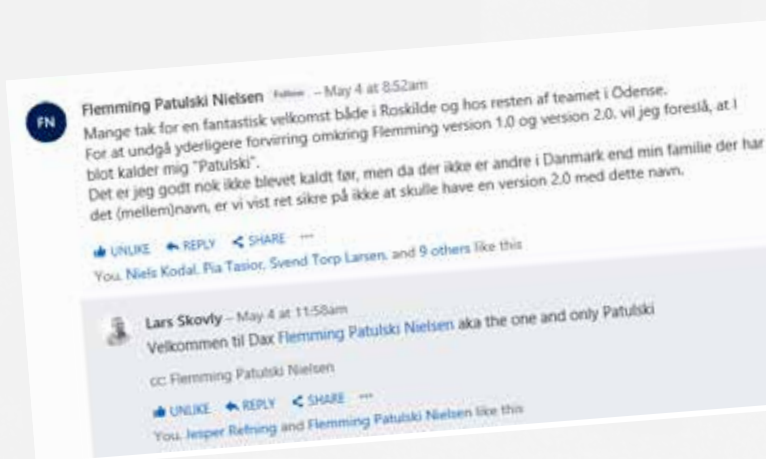 FN
Flemming Patulski Nielsen Follow – May 4 at 8:52am
Mange tak for en fantastisk velkomst både i Roskilde og hos resten af teamet i Odense.
For at undgå yderligere forvirring omkring Flemming version 1.0 og version 2.0, vil jeg foreslå, at I
blot kalder mig "Patulski".
Det er jeg godt nok ikke blevet kaldt før, men da der ikke er andre i Danmark end min familie der har
det (mellem)navn, er vi vist ret sikre på ikke at skulle have en version 2.0 med dette navn.
UNLIKE REPLY SHARE ...
You, Niels Kodal, Pia Tasior, Svend Torp Larsen, and 9 others like this
Lars Skovly – May 4 at 11:58am
Velkommen til Dax Flemming Patulski Nielsen aka the one and only Patulski
cc: Flemming Patulski Nielsen
UNLIKE REPLY SHARE ...
You, Jesper Refning and Flemming Patulski Nielsen like this